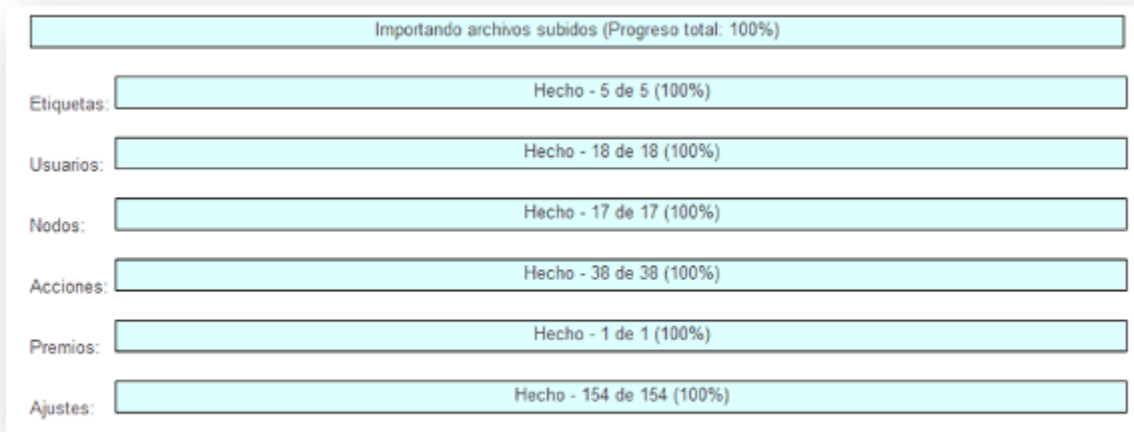 Importando archivos subidos (Progreso total: 100%)
Etiquetas: Hecho - 5 de 5 (100%)
Usuarios: Hecho - 18 de 18 (100%)
Nodos: Hecho - 17 de 17 (100%)
Acciones: Hecho - 38 de 38 (100%)
Premios: Hecho - 1 de 1 (100%)
Ajustes: Hecho - 154 de 154 (100%)